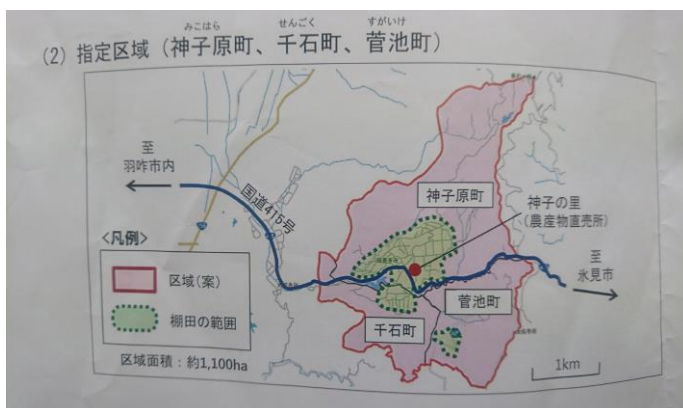 みこはら せんごく すがいけ
(2) 指定区域（神子原町、千石町、菅池町）
至
羽咋市内
国道415号
神子原町
神子の里
（農産物直売所）
至
氷見市
<凡例>
区域(案)
棚田の範囲
菅池町
千石町
区域面積：約1,100ha
1km